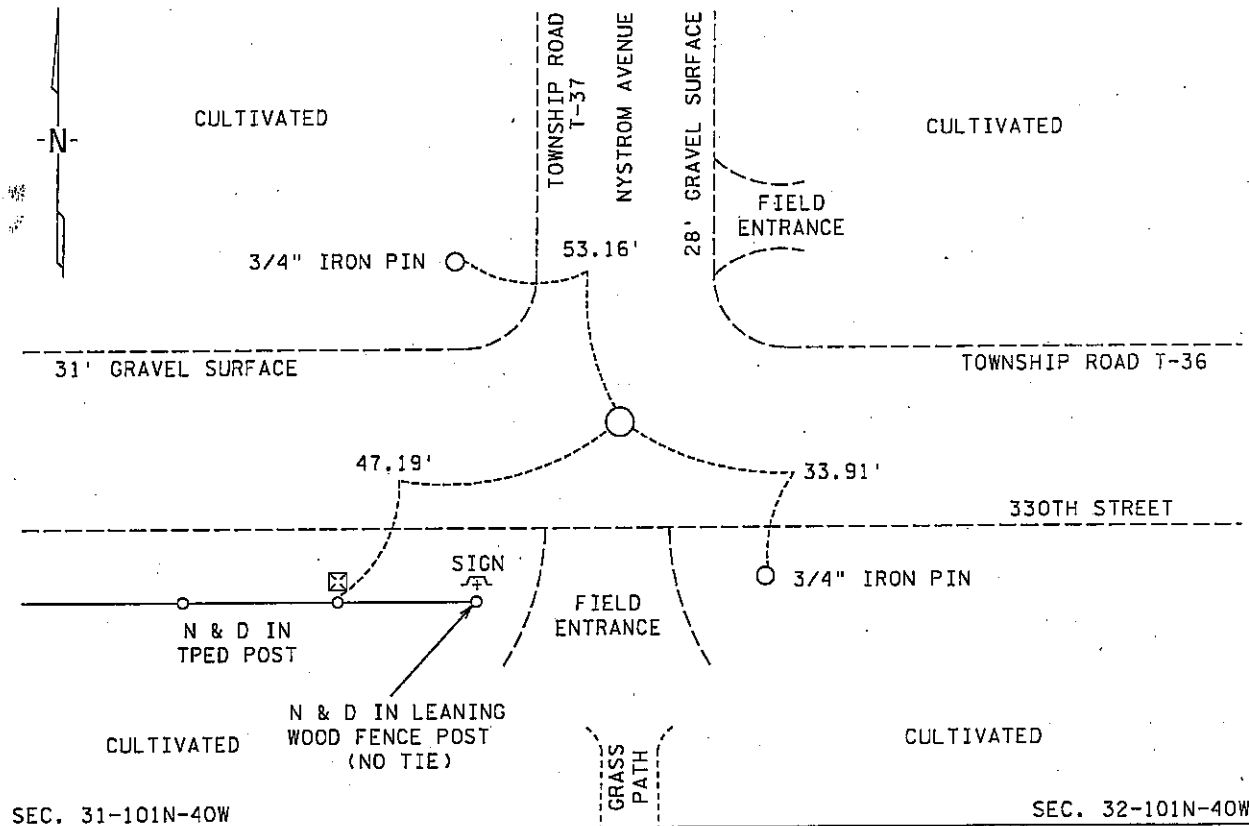 TOWNSHIP ROAD
T-37
NYSTROM AVENUE
28' GRAVEL SURFACE
CULTIVATED
CULTIVATED
-N-
FIELD
ENTRANCE
53.16'
3/4" IRON PIN
31' GRAVEL SURFACE
TOWNSHIP ROAD T-36
47.19'
33.91'
330TH STREET
SIGN
3/4" IRON PIN
FIELD
ENTRANCE
N & D IN
TPED POST
N & D IN LEANING
WOOD FENCE POST
(NO TIE)
CULTIVATED
CULTIVATED
GRASS
PATH
SEC. 31-101N-40W
SEC. 32-101N-40W